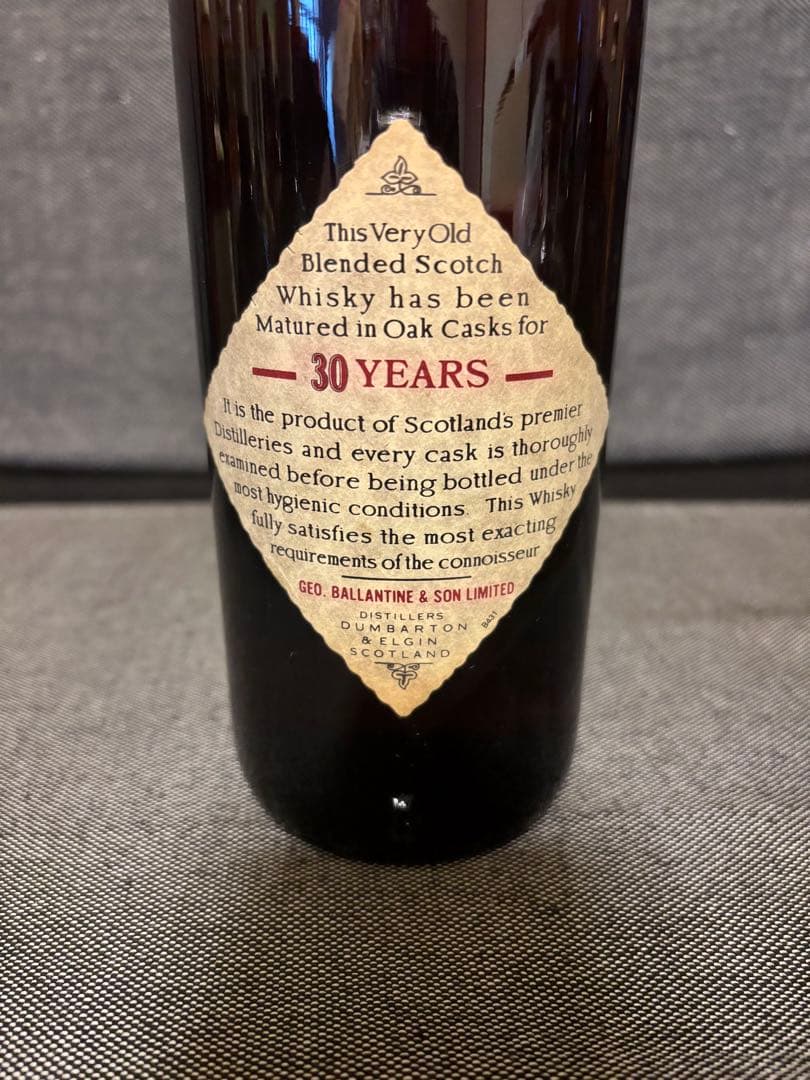 This Very Old
Blended Scotch
Whisky has been
Matured in Oak Casks for
30 YEARS
It is the product of Scotland's premier
Distilleries and every cask is thoroughly
examined before being bottled under the
most hygienic conditions. This Whisky
fully satisfies the most exacting
requirements of the connoisseur
GEO. BALLANTINE & SON LIMITED
DISTILLERS
DUMBARTON
& ELGIN
SCOTLAND
B431